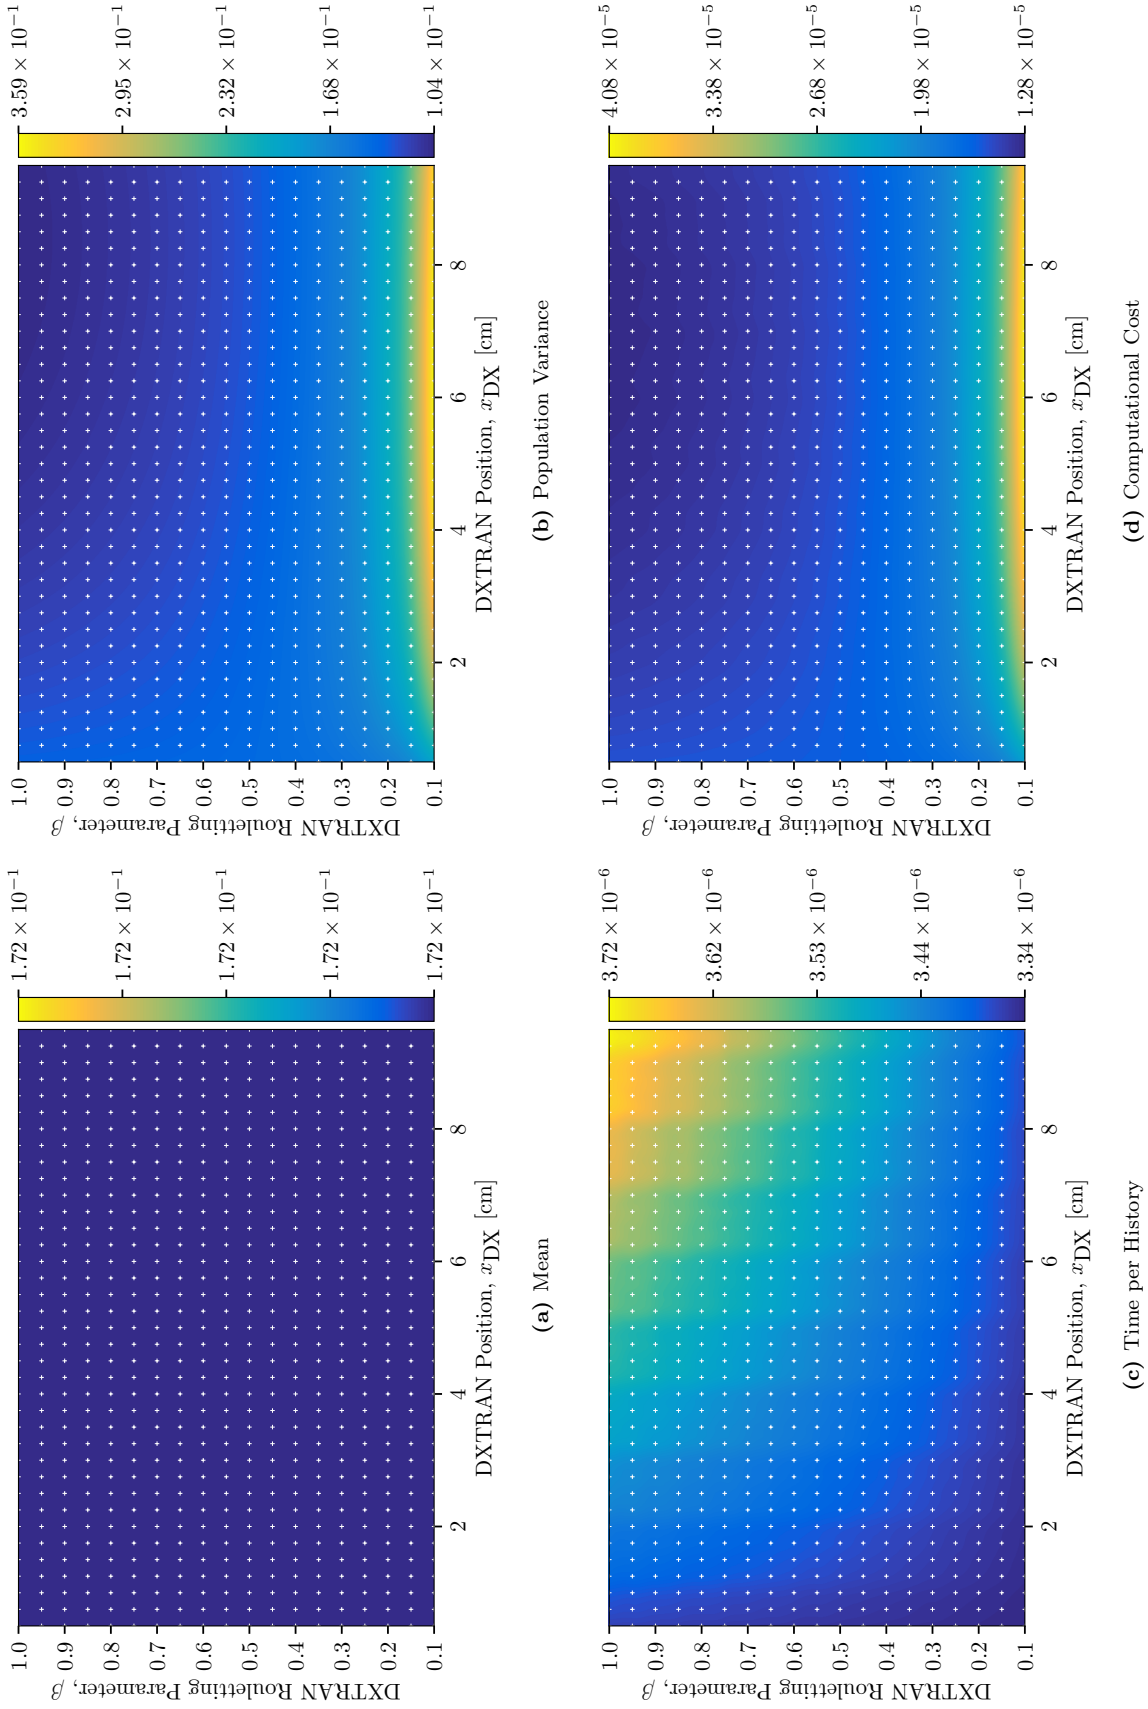 1.0
0.9
0.8
0.7
0.6
0.5
0.4
0.3
0.2
0.1
DXTRAN Rouletting Parameter, β
2
4
6
8
DXTRAN Position, xDX [cm]
1.72 × 10−1
1.72 × 10−1
1.72 × 10−1
1.72 × 10−1
1.72 × 10−1
(a) Mean
1.0
0.9
0.8
0.7
0.6
0.5
0.4
0.3
0.2
0.1
DXTRAN Rouletting Parameter, β
2
4
6
8
DXTRAN Position, xDX [cm]
3.59 × 10−1
2.95 × 10−1
2.32 × 10−1
1.68 × 10−1
1.04 × 10−1
(b) Population Variance
1.0
0.9
0.8
0.7
0.6
0.5
0.4
0.3
0.2
0.1
DXTRAN Rouletting Parameter, β
2
4
6
8
DXTRAN Position, xDX [cm]
3.72 × 10−6
3.62 × 10−6
3.53 × 10−6
3.44 × 10−6
3.34 × 10−6
(c) Time per History
1.0
0.9
0.8
0.7
0.6
0.5
0.4
0.3
0.2
0.1
DXTRAN Rouletting Parameter, β
2
4
6
8
DXTRAN Position, xDX [cm]
4.08 × 10−5
3.38 × 10−5
2.68 × 10−5
1.98 × 10−5
1.28 × 10−5
(d) Computational Cost